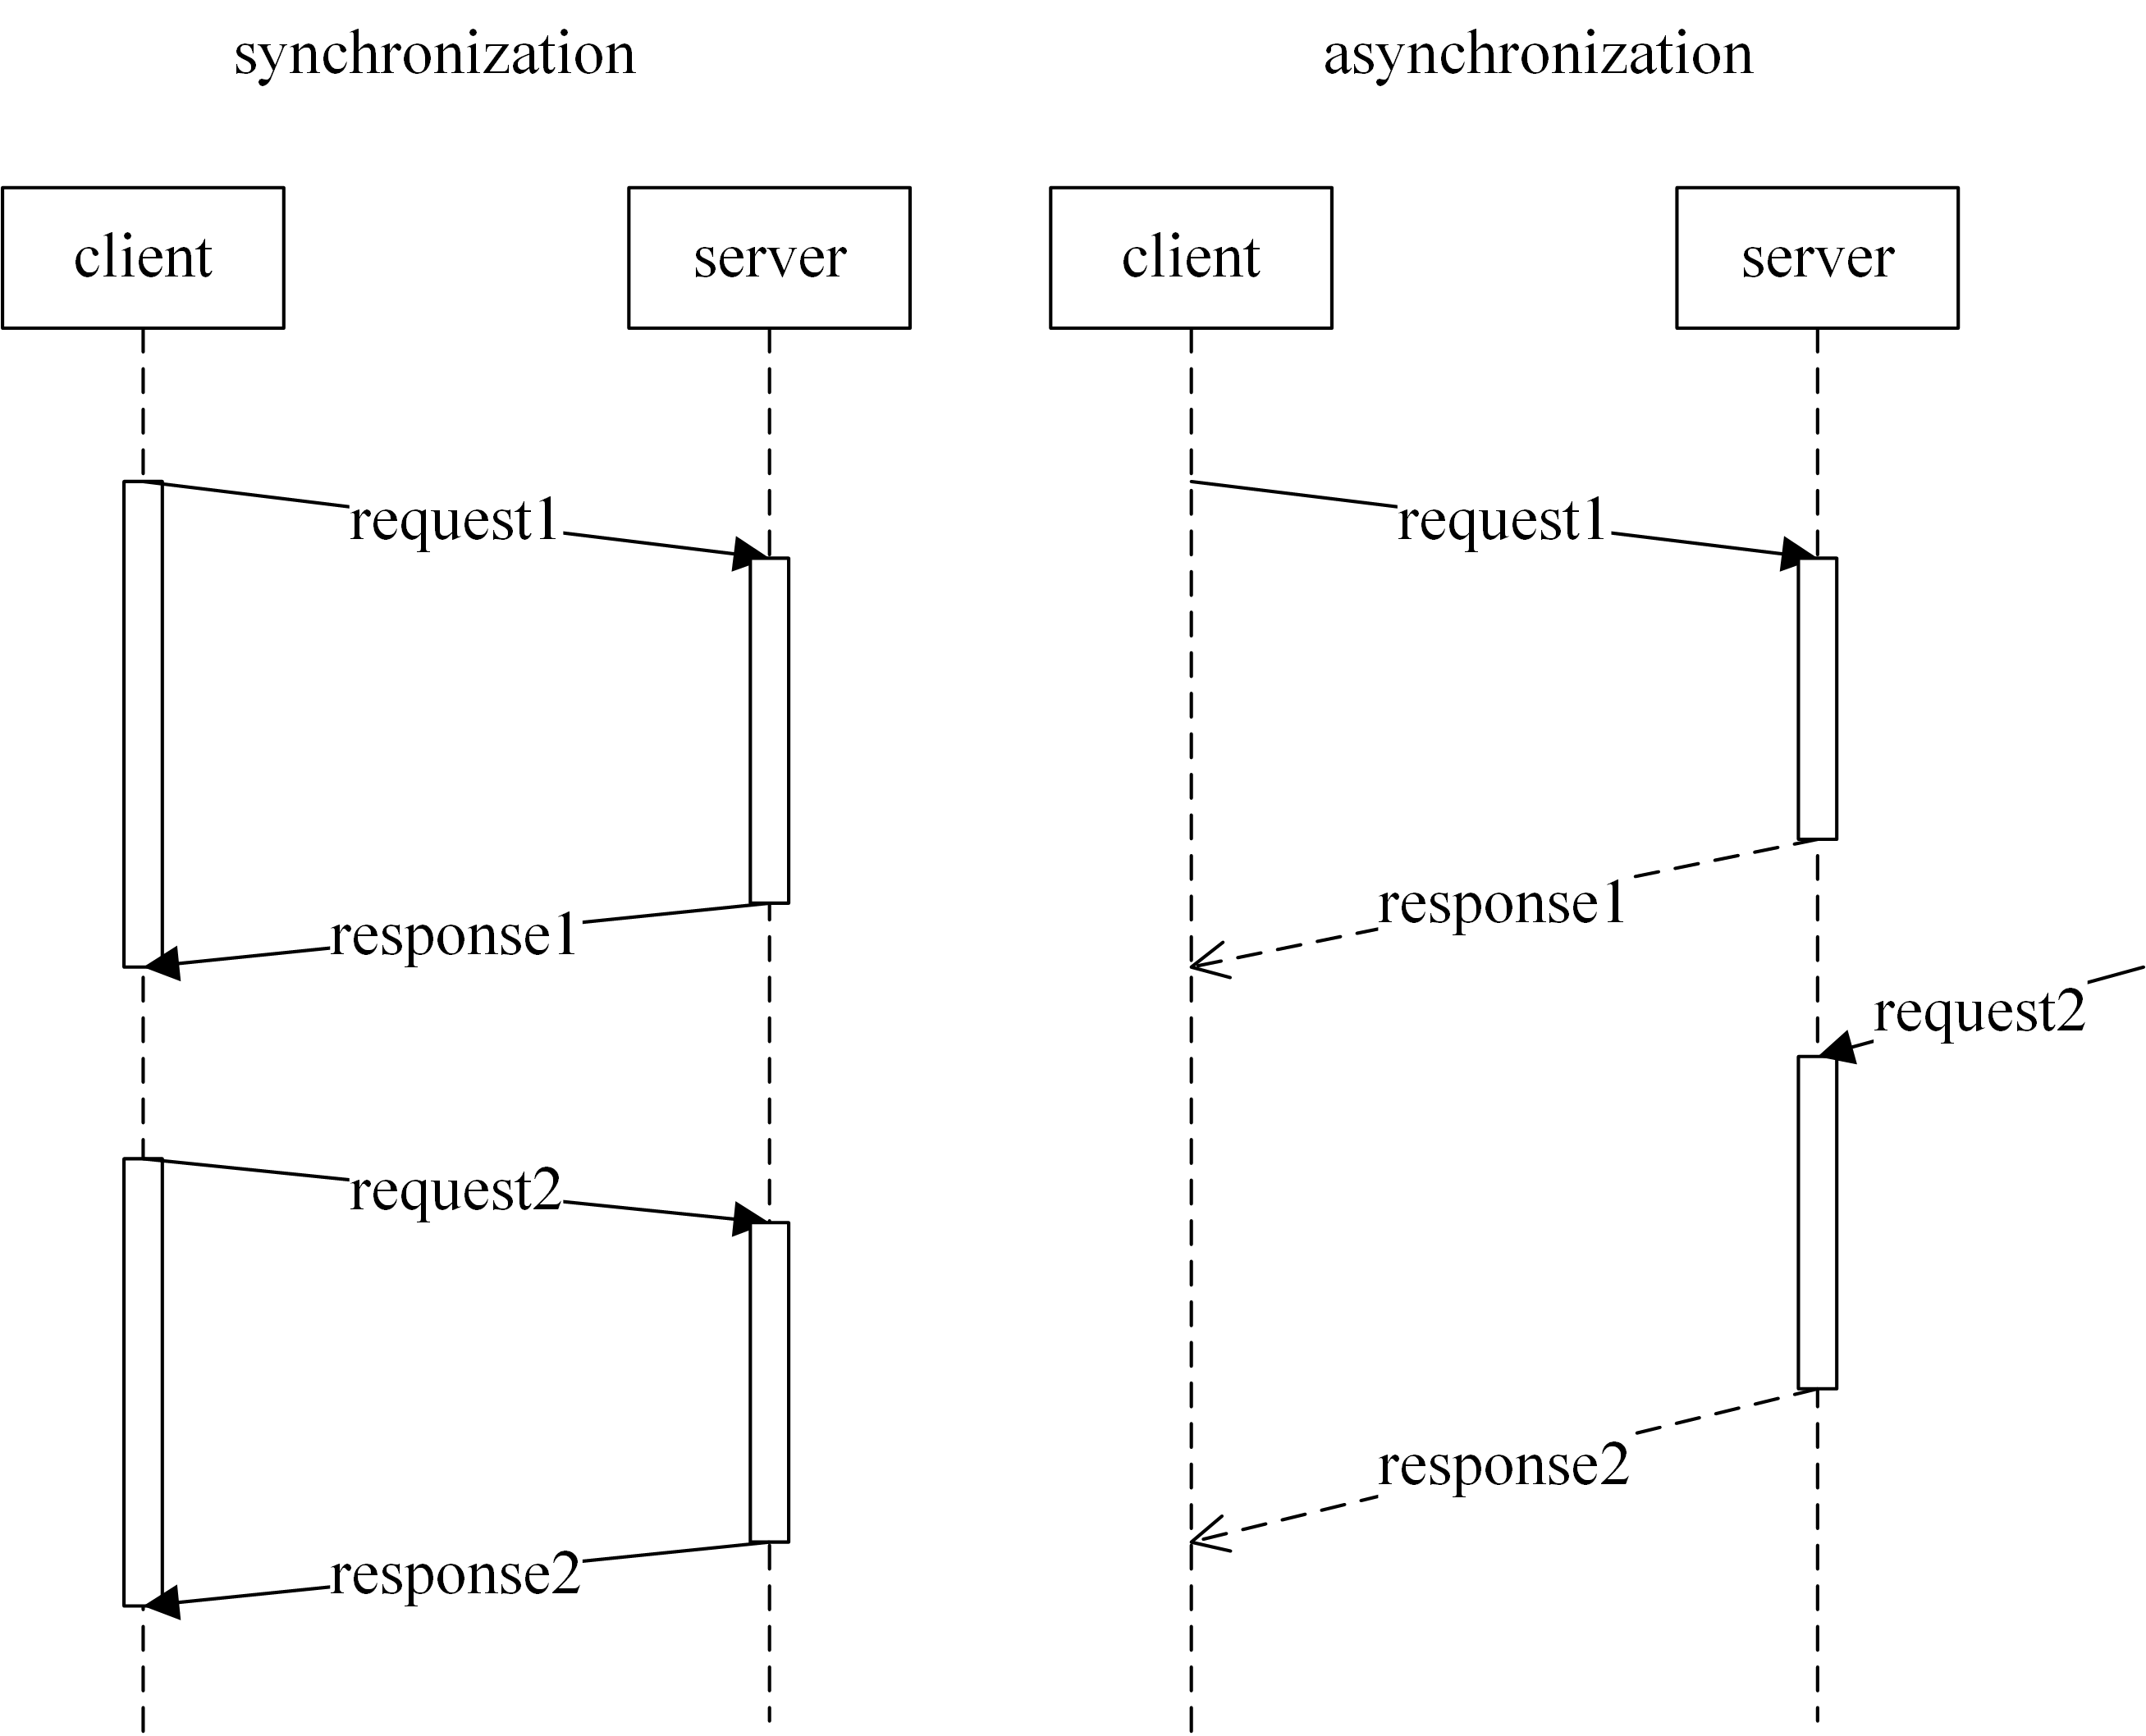 synchronization
asynchronization
client
server
client
server
request1
request1
response1
response1
request2
request2
response2
response2